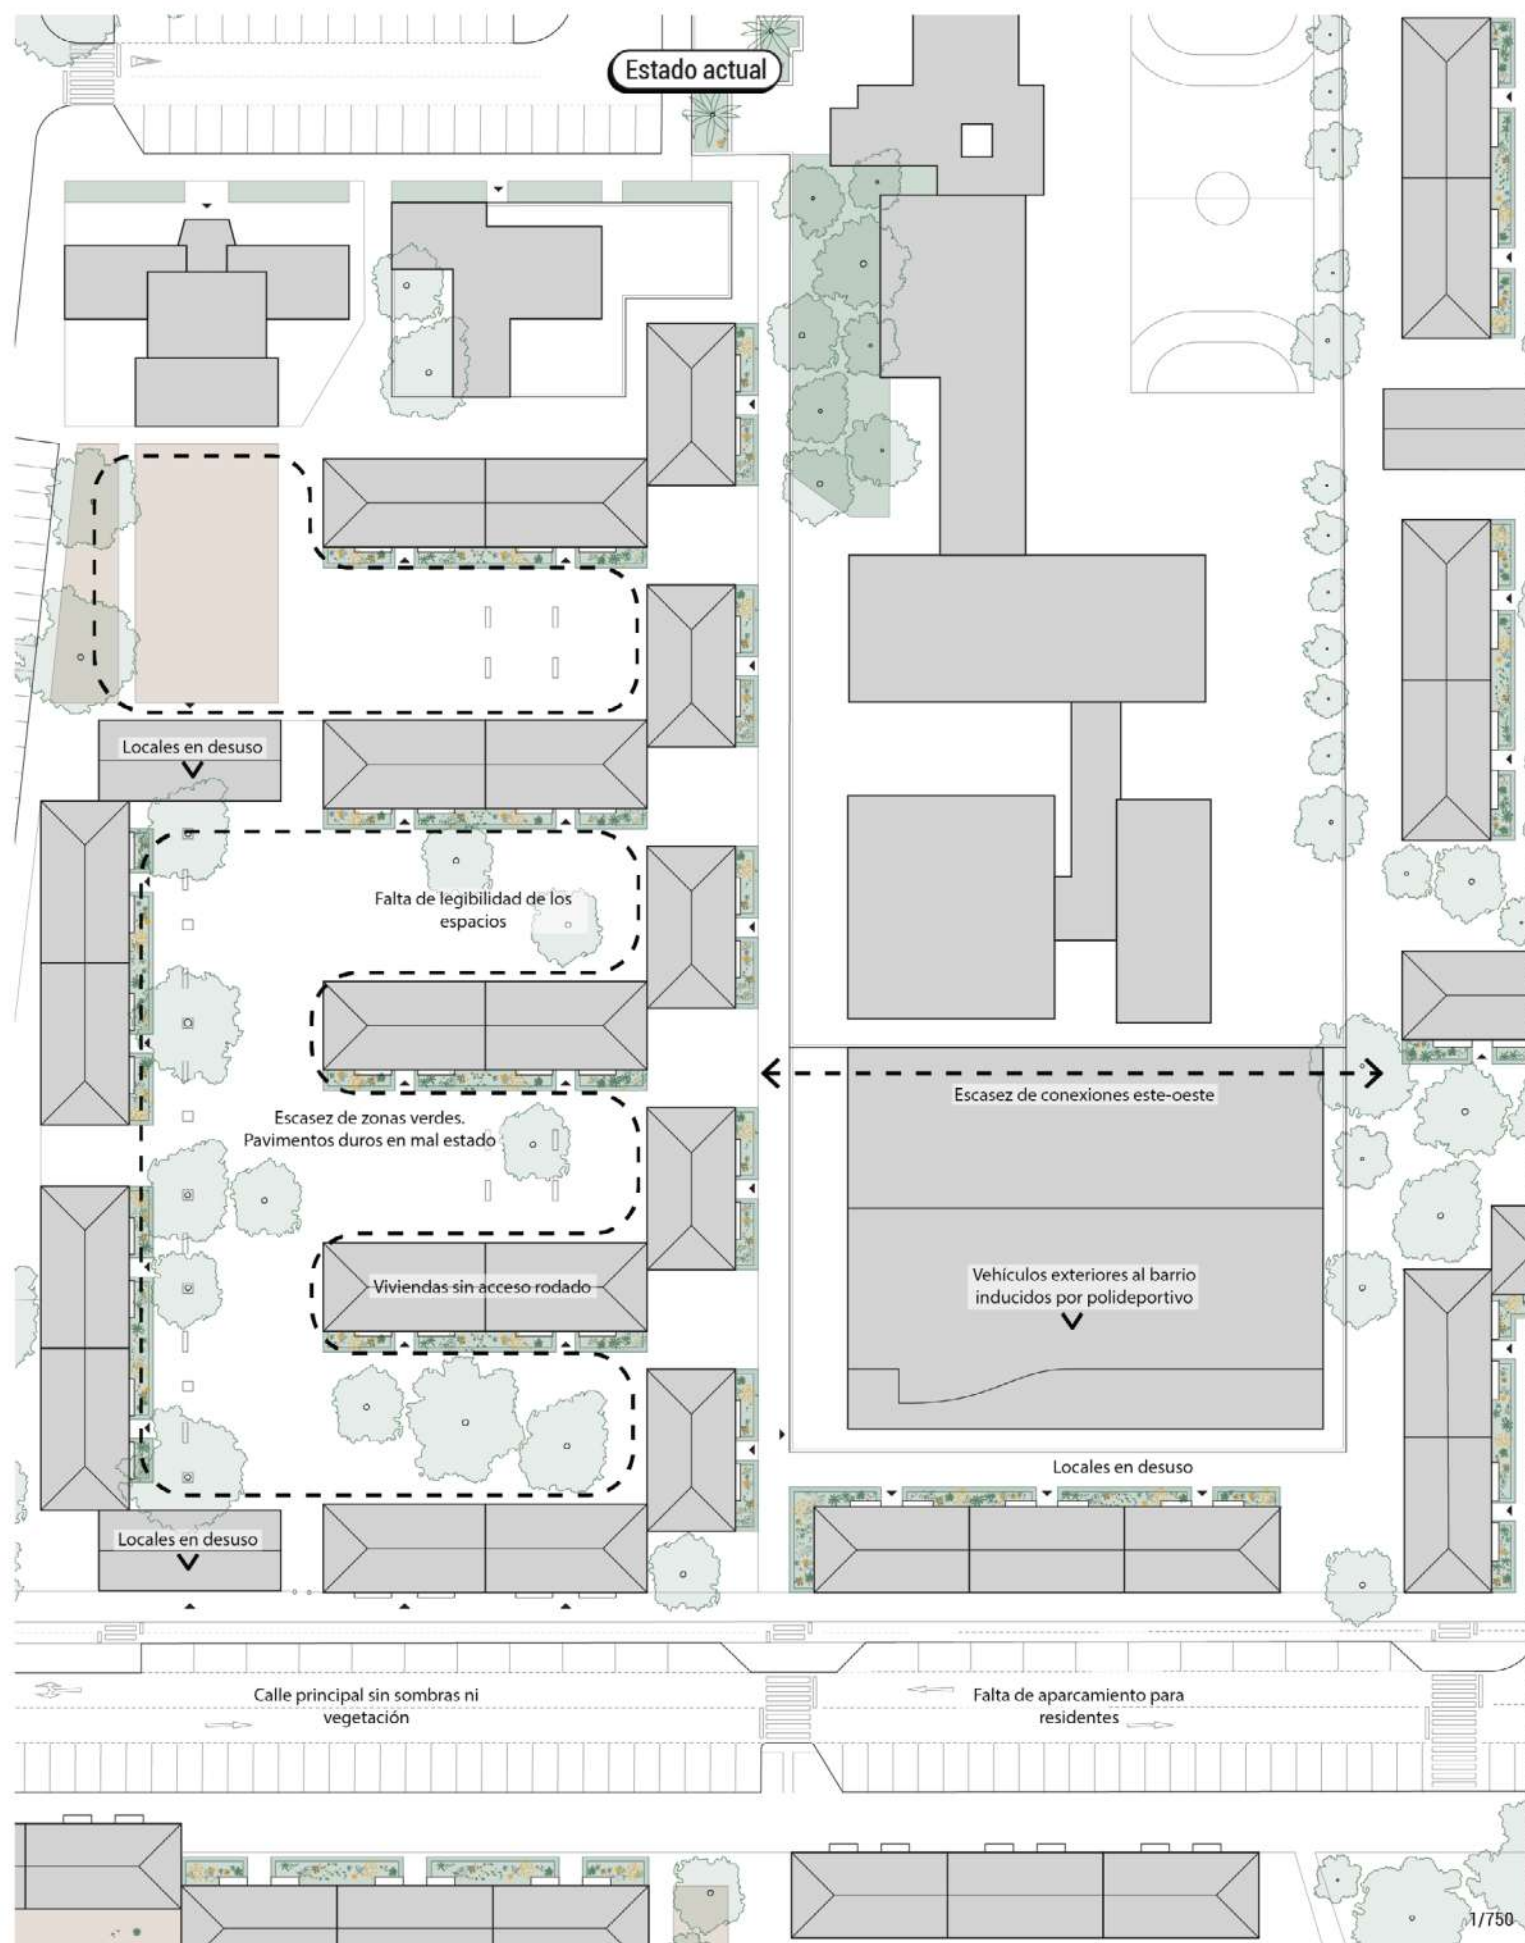 Estado actual
Locales en desuso
Falta de legibilidad de los
espacios
Escasez de conexiones este-oeste
Escasez de zonas verdes.
Pavimentos duros en mal estado
Viviendas sin acceso rodado
Vehículos exteriores al barrio
inducidos por polideportivo
Locales en desuso
Locales en desuso
Calle principal sin sombras ni
vegetación
Falta de aparcamiento para
residentes
1/750